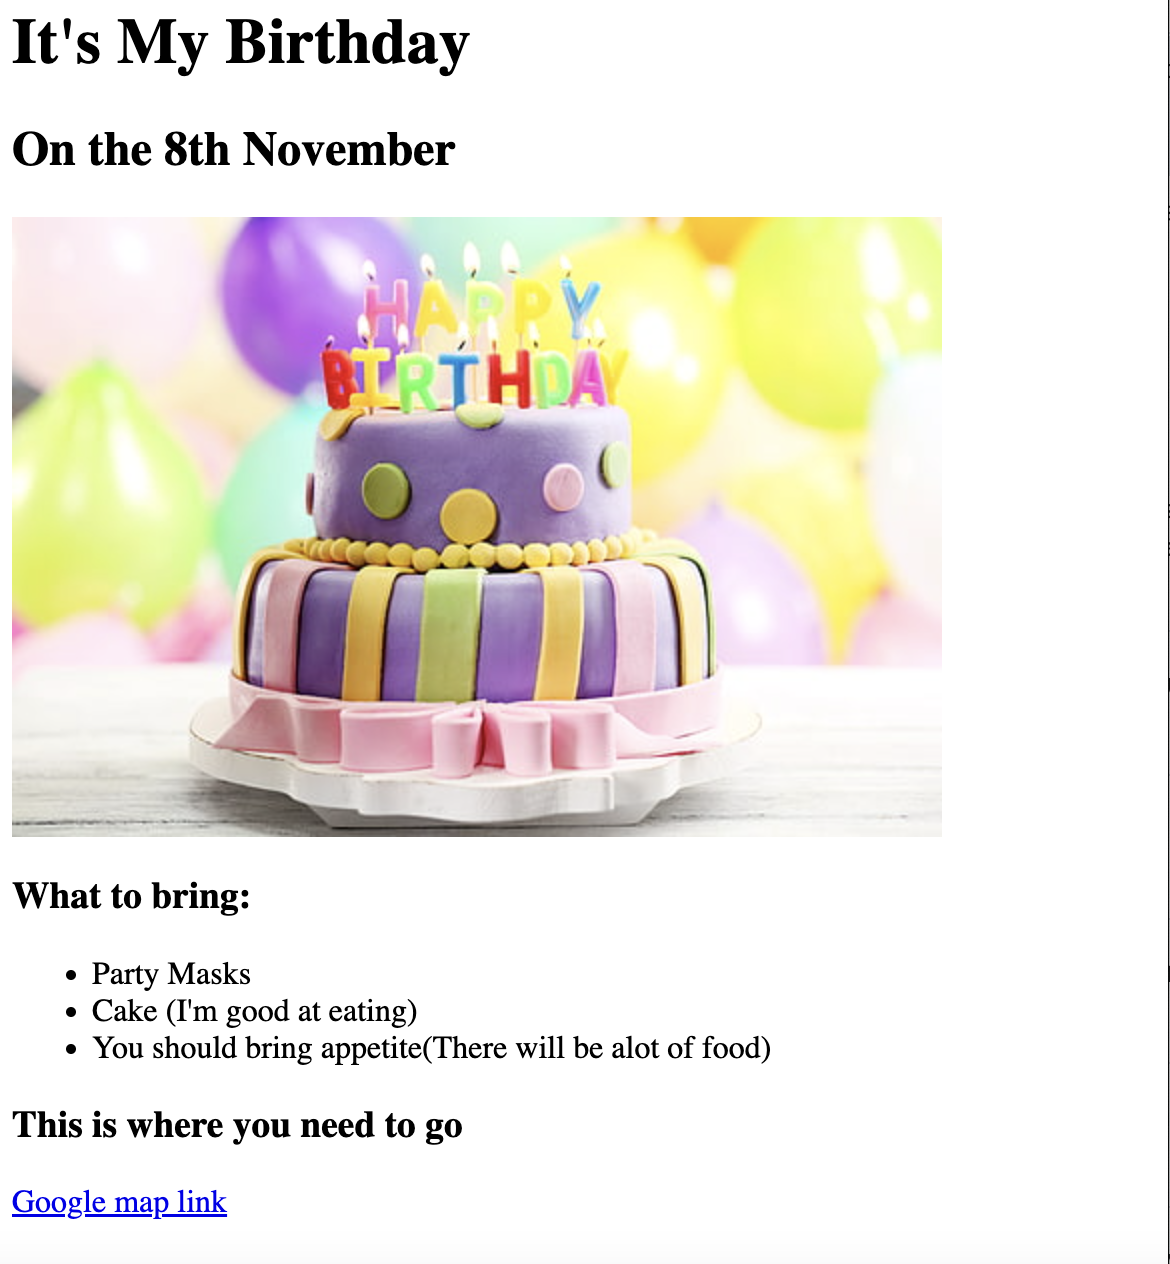 It's My Birthday
On the 8th November
HAPPY
BIRTHDAY
What to bring:
Party Masks
Cake (I'm good at eating)
You should bring appetite(There will be alot of food)
This is where you need to go
Google map link